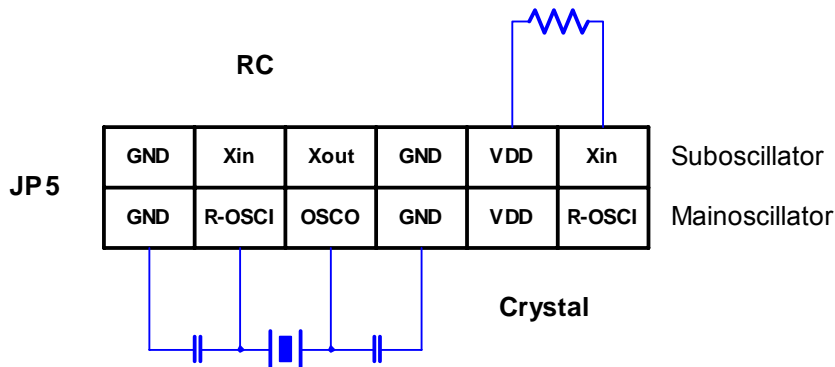 RC
JP5
GND Xin Xout GND VDD Xin Suboscillator
GND R-OSCI OSCO GND VDD R-OSCI Mainoscillator
Crystal